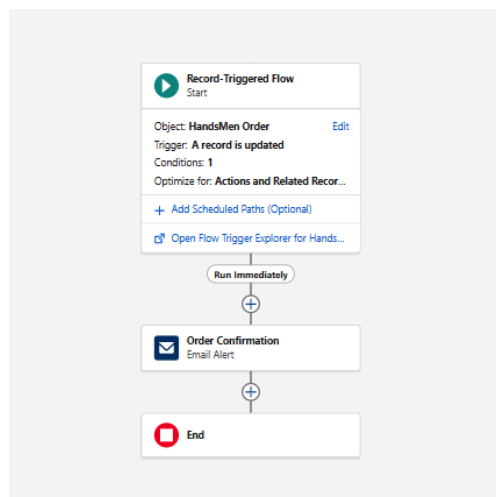 Record-Triggered Flow
Start
Object: HandsMen Order Edit
Trigger: A record is updated
Conditions: 1
Optimize for: Actions and Related Recor...
Add Scheduled Paths (Optional)
Open Flow Trigger Explorer for Hands...
Run Immediately
Order Confirmation
Email Alert
End